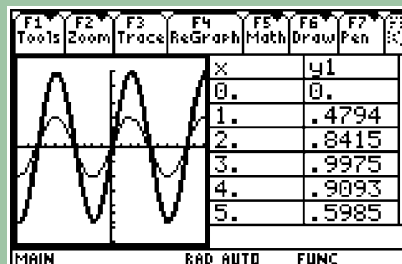 F1 F2 F3 F4 F5 F6 F7
Tools Zoom Trace ReGraph Math Draw Pen
x y1
0. 0.
1. .4794
2. .8415
3. .9975
4. .9093
5. .5985
MAIN RAD AUTO FUNC